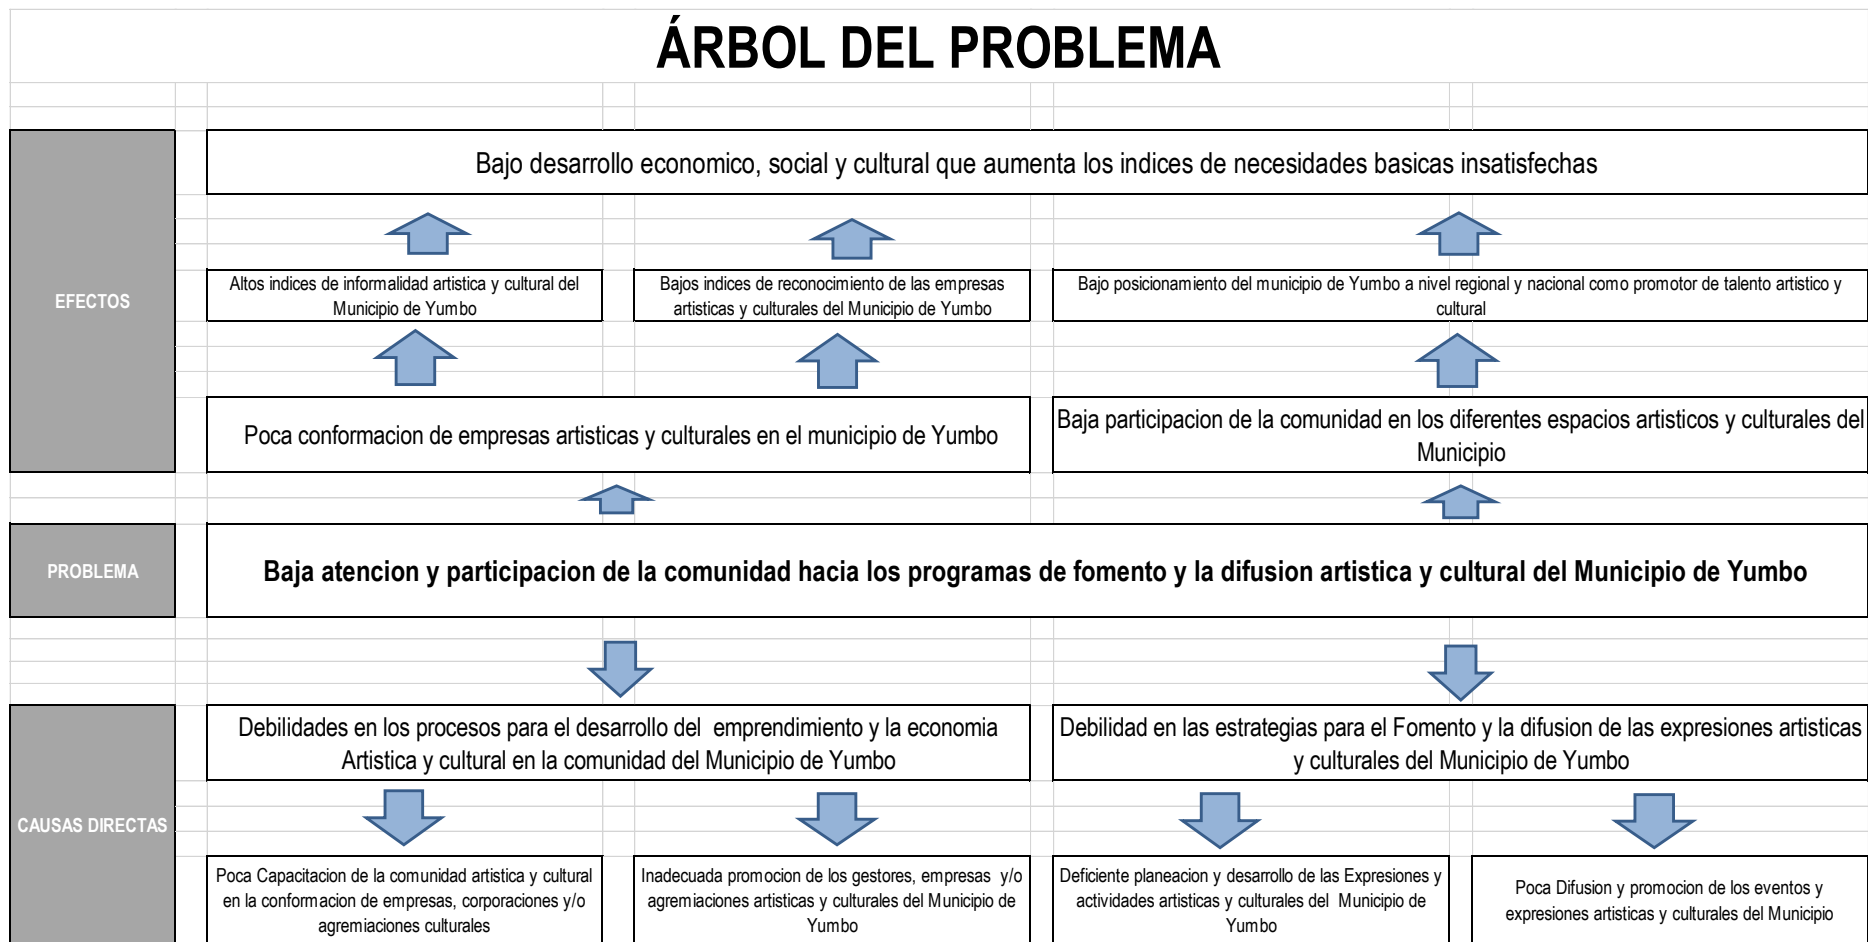 ÁRBOL DEL PROBLEMA
EFECTOS
Bajo desarrollo economico, social y cultural que aumenta los indices de necesidades basicas insatisfechas
Altos indices de informalidad artistica y cultural del
Municipio de Yumbo
Bajos indices de reconocimiento de las empresas
artisticas y culturales del Municipio de Yumbo
Bajo posicionamiento del municipio de Yumbo a nivel regional y nacional como promotor de talento artistico y
cultural
Poca conformacion de empresas artisticas y culturales en el municipio de Yumbo
Baja participacion de la comunidad en los diferentes espacios artisticos y culturales del
Municipio
PROBLEMA
Baja atencion y participacion de la comunidad hacia los programas de fomento y la difusion artistica y cultural del Municipio de Yumbo
CAUSAS DIRECTAS
Debilidades en los procesos para el desarrollo del  emprendimiento y la economia
Artistica y cultural en la comunidad del Municipio de Yumbo
Debilidad en las estrategias para el Fomento y la difusion de las expresiones artisticas
y culturales del Municipio de Yumbo
Poca Capacitacion de la comunidad artistica y cultural
en la conformacion de empresas, corporaciones y/o
agremiaciones culturales
Inadecuada promocion de los gestores, empresas  y/o
agremiaciones artisticas y culturales del Municipio de
Yumbo
Deficiente planeacion y desarrollo de las Expresiones y
actividades artisticas y culturales del  Municipio de
Yumbo
Poca Difusion y promocion de los eventos y
expresiones artisticas y culturales del Municipio